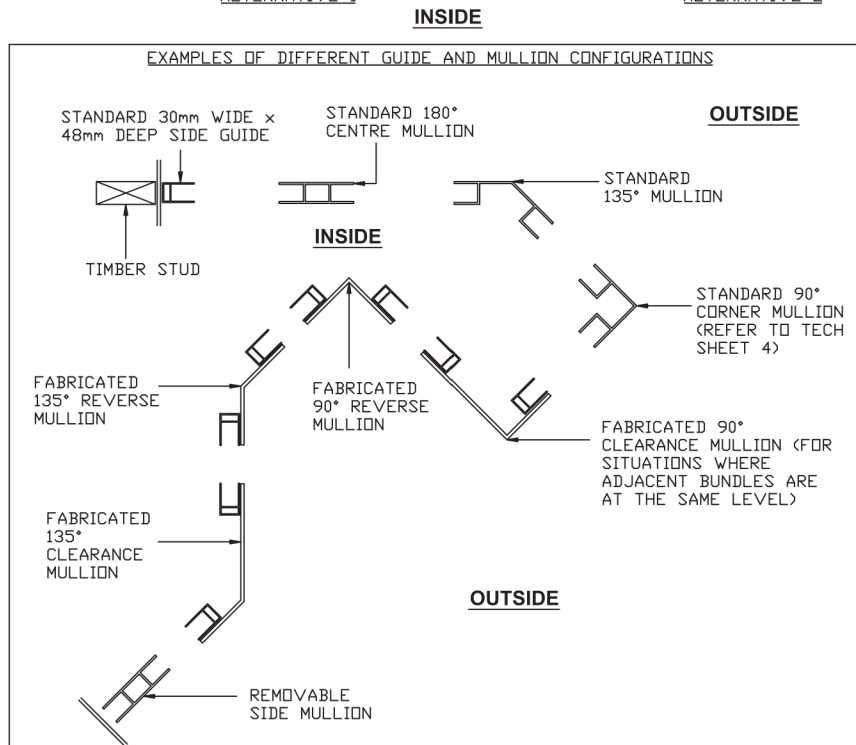 INSIDE
EXAMPLES OF DIFFERENT GUIDE AND MULLION CONFIGURATIONS
STANDARD 30mm WIDE x
48mm DEEP SIDE GUIDE
STANDARD 180°
CENTRE MULLION
OUTSIDE
STANDARD
135° MULLION
INSIDE
TIMBER STUD
STANDARD 90°
CORNER MULLION
(REFER TO TECH
SHEET 4)
FABRICATED
135° REVERSE
MULLION
FABRICATED
90° REVERSE
MULLION
FABRICATED 90°
CLEARANCE MULLION (FOR
SITUATIONS WHERE
ADJACENT BUNDLES ARE
AT THE SAME LEVEL)
FABRICATED
135°
CLEARANCE
MULLION
OUTSIDE
REMOVABLE
SIDE MULLION